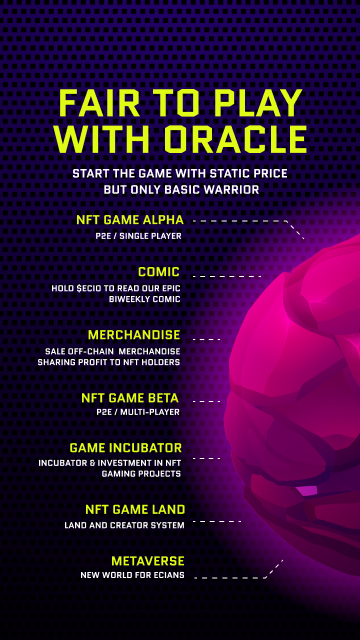 FAIR TO PLAY
WITH ORACLE
START THE GAME WITH STATIC PRICE
BUT ONLY BASIC WARRIOR
NFT GAME ALPHA
P2E / SINGLE PLAYER
COMIC
HOLD $ECIO TO READ OUR EPIC
BIWEEKLY COMIC
MERCHANDISE
SALE OFF-CHAIN MERCHANDISE
SHARING PROFIT TO NFT HOLDERS
NFT GAME BETA
P2E / MULTI-PLAYER
GAME INCUBATOR
INCUBATOR & INVESTMENT IN NFT
GAMING PROJECTS
NFT GAME LAND
LAND AND CREATOR SYSTEM
METAVERSE
NEW WORLD FOR ECIANS